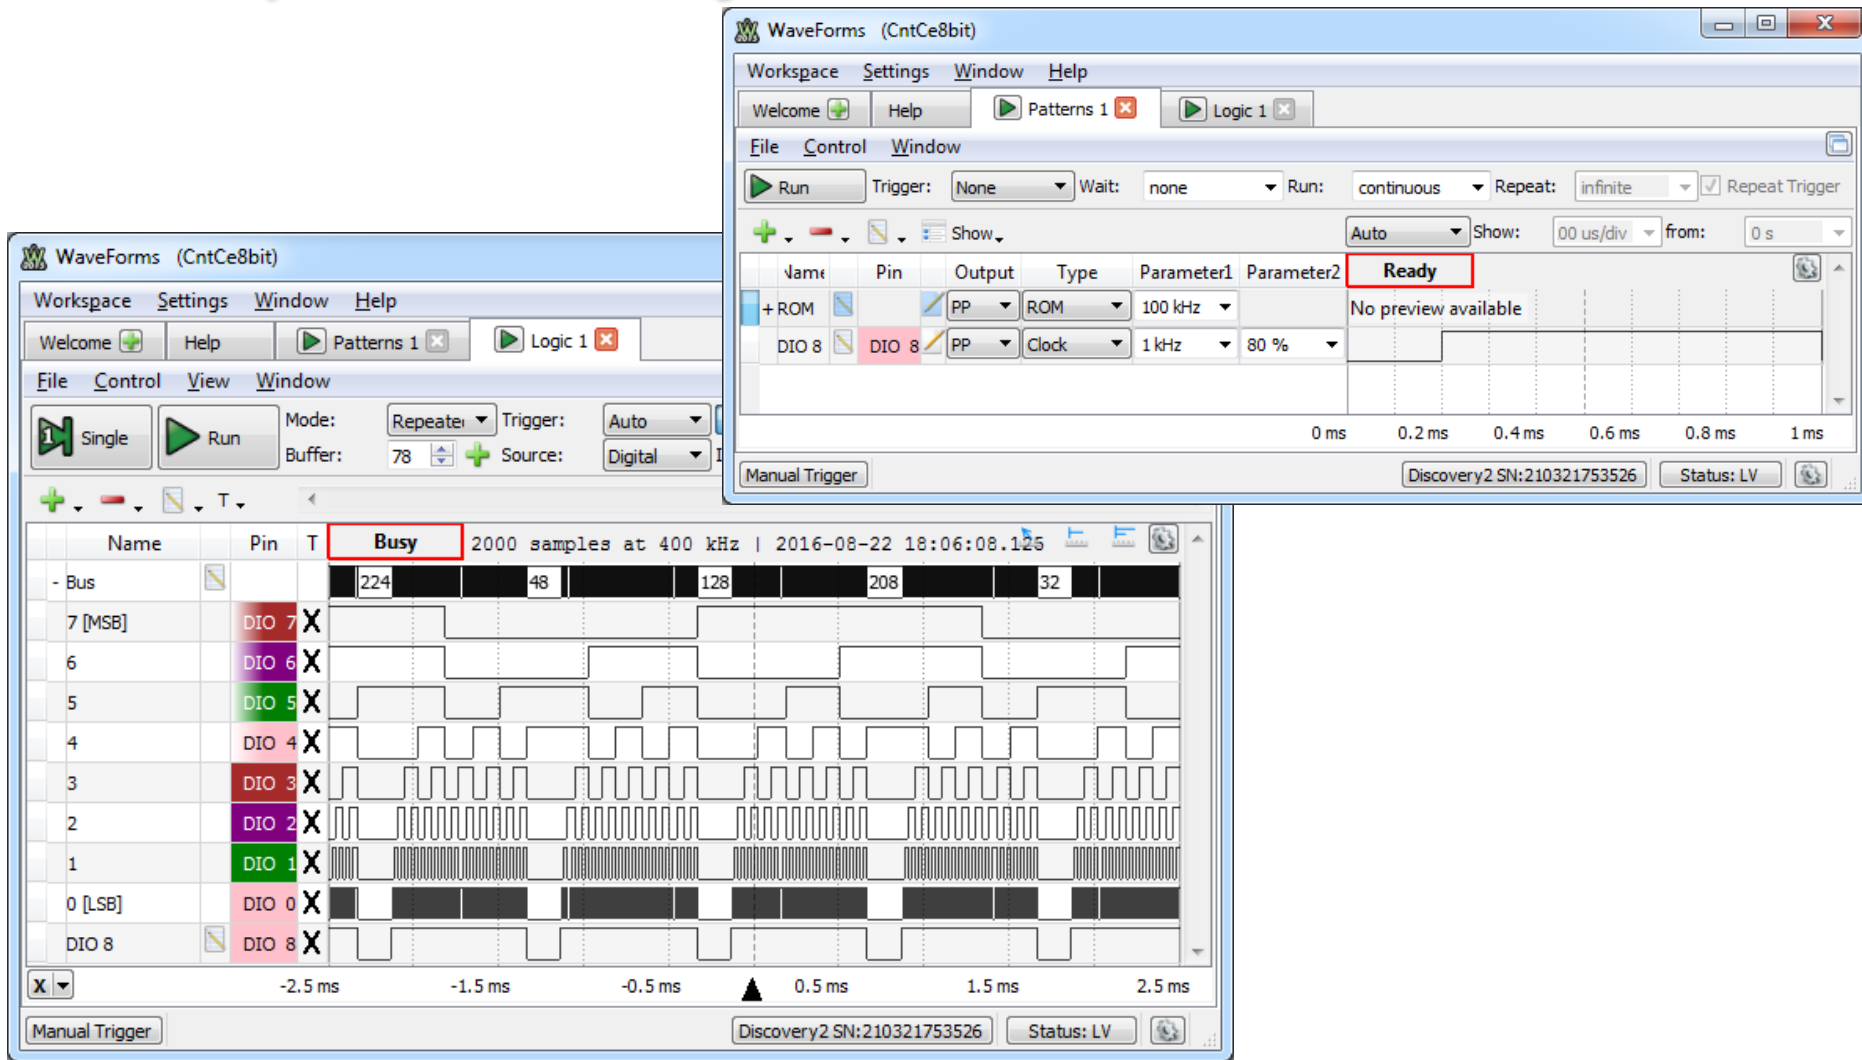 WaveForms (CntCe8bit)
Workspace Settings Window Help
Welcome Help Patterns 1 Logic 1
File Control Window
Run Trigger: None Wait: none Run: continuous Repeat: infinite Repeat Trigger
Show Auto Show: 00 us/div from: 0 s
Name Pin Output Type Parameter1 Parameter2 Ready
+ ROM PP ROM 100 kHz No preview available
DIO 8 DIO 8 PP Clock 1 kHz 80 %
0 ms 0.2 ms 0.4 ms 0.6 ms 0.8 ms 1 ms
Manual Trigger Discovery2 SN:210321753526 Status: LV
WaveForms (CntCe8bit)
Workspace Settings Window Help
Welcome Help Patterns 1 Logic 1
File Control View Window
Single Run Mode: Trigger: Auto
1
Buffer: 78 Source: Digital
T
Name Pin T Busy 2000 samples at 400 kHz | 2016-08-22 18:06:08.125
- Bus 224 48 128 208 32
7 [MSB] DIO 7 X
6 DIO 6 X
5 DIO 5 X
4 DIO 4 X
3 DIO 3 X
2 DIO 2 X
1 DIO 1 X
0 [LSB] DIO 0 X
DIO 8 DIO 8 X
X -2.5 ms -1.5 ms -0.5 ms 0.5 ms 1.5 ms 2.5 ms
Manual Trigger Discovery2 SN:210321753526 Status: LV